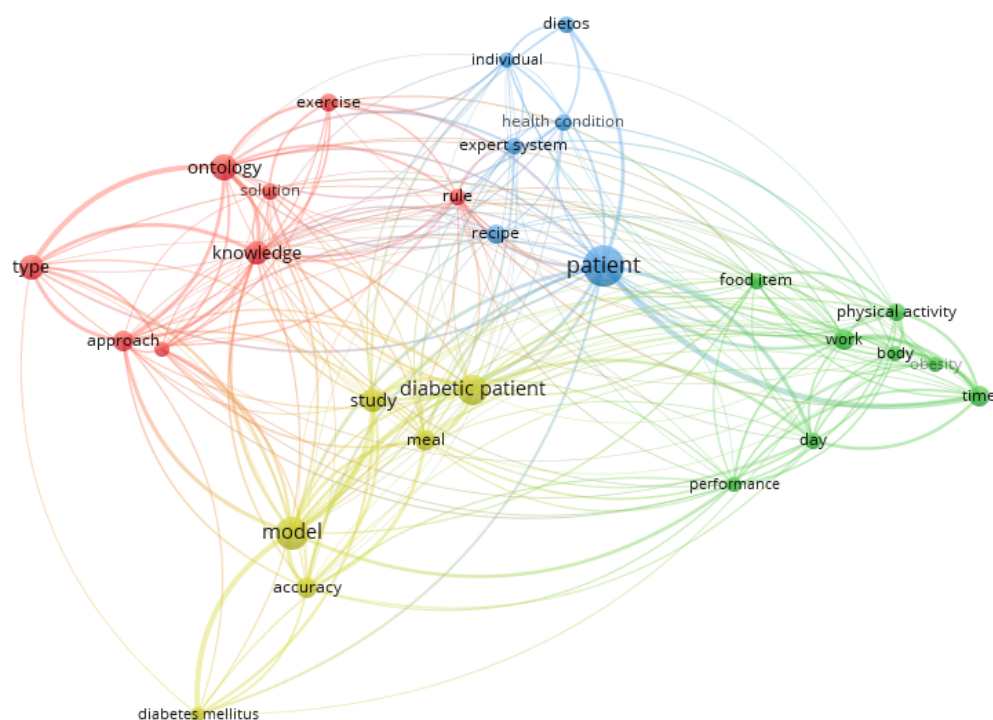 dietos
individual
exercise
health condition
expert system
ontology
solution
rule
recipe
knowledge
type
patient
food item
physical activity
approach
work
body
obesity
diabetic patient
time
study
meal
day
performance
model
accuracy
diabetes mellitus